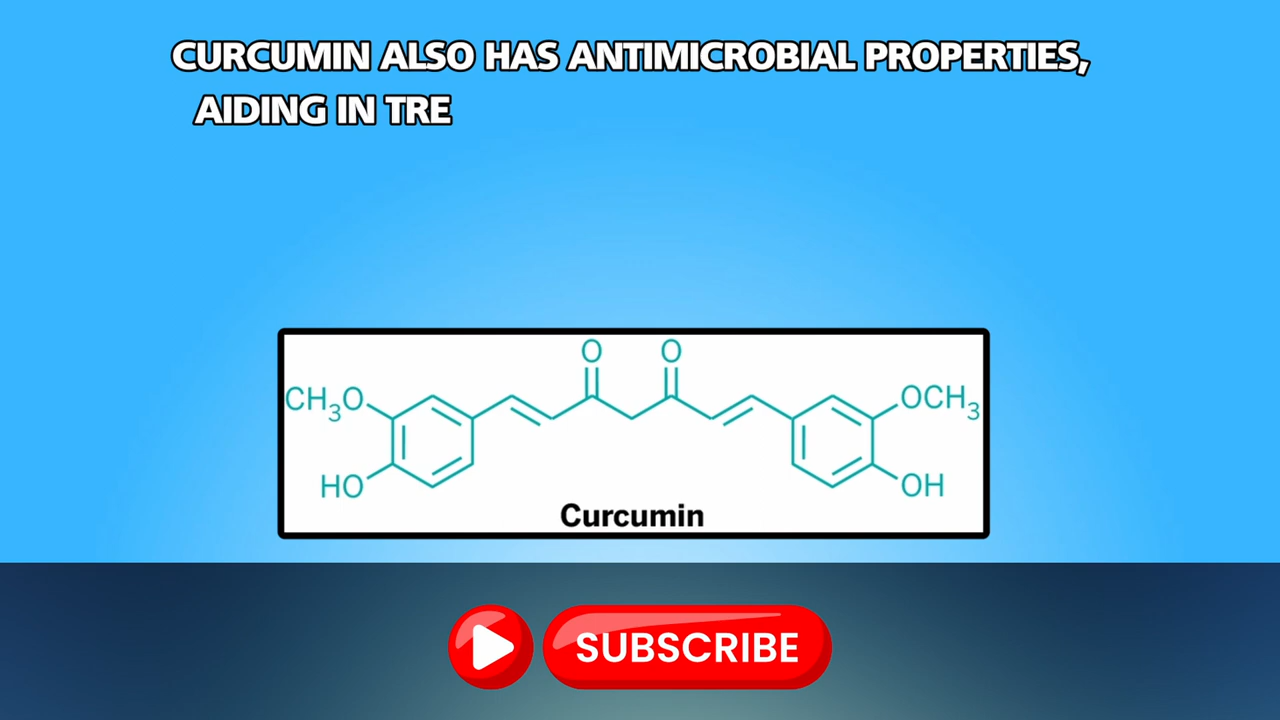 CURCUMIN ALSO HAS ANTIMICROBIAL PROPERTIES,
AIDING IN TRE
O O
CH3O OCH3
HO OH
Curcumin
SUBSCRIBE